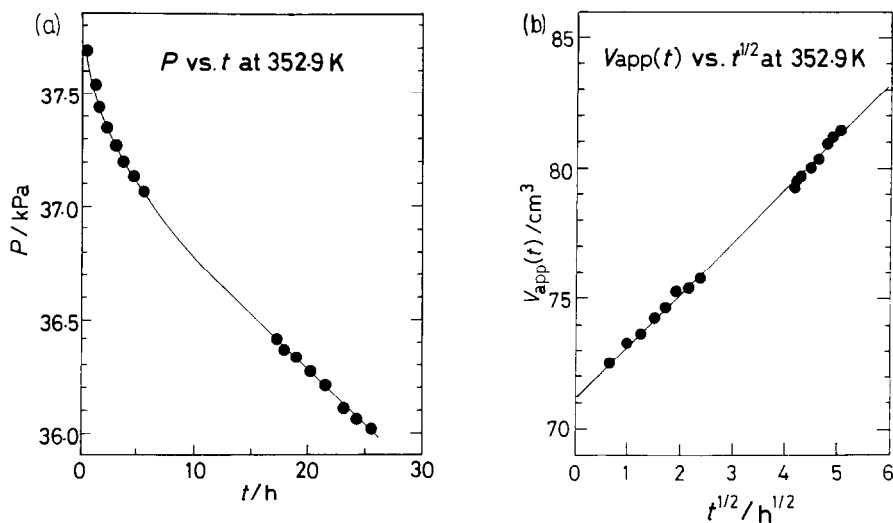 (a)
P vs. t at 352·9 K
P / kPa
37.5
37.0
36.5
36.0
0
10
20
30
t/h
(b)
Vapp(t) vs. t1/2 at 352·9 K
Vapp(t) /cm3
85
80
75
70
0
1
2
3
4
5
6
t1/2/h1/2